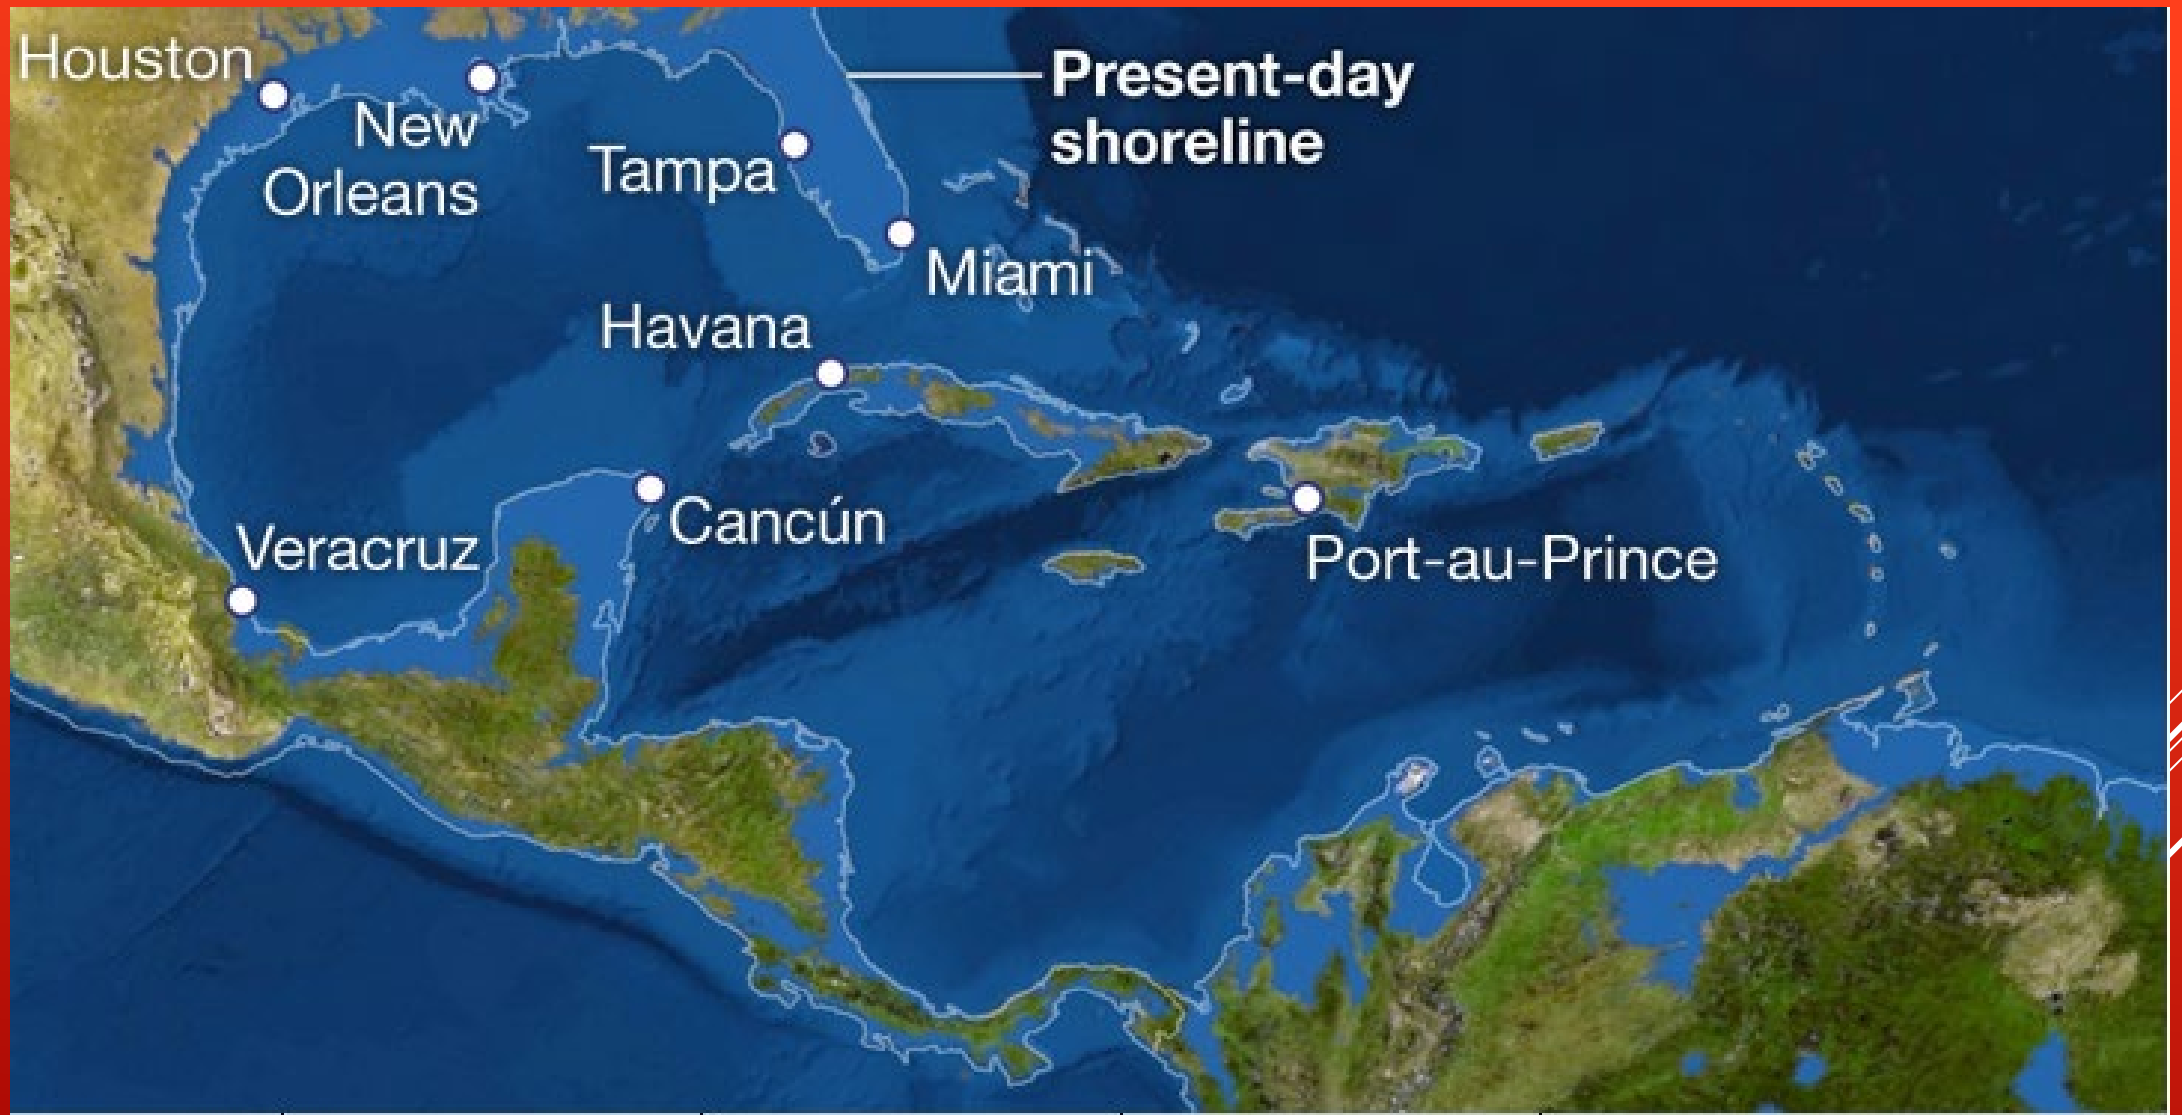 Houston
New
Orleans
Tampa
Present-day
shoreline
Miami
Havana
Cancún
Veracruz
Port-au-Prince